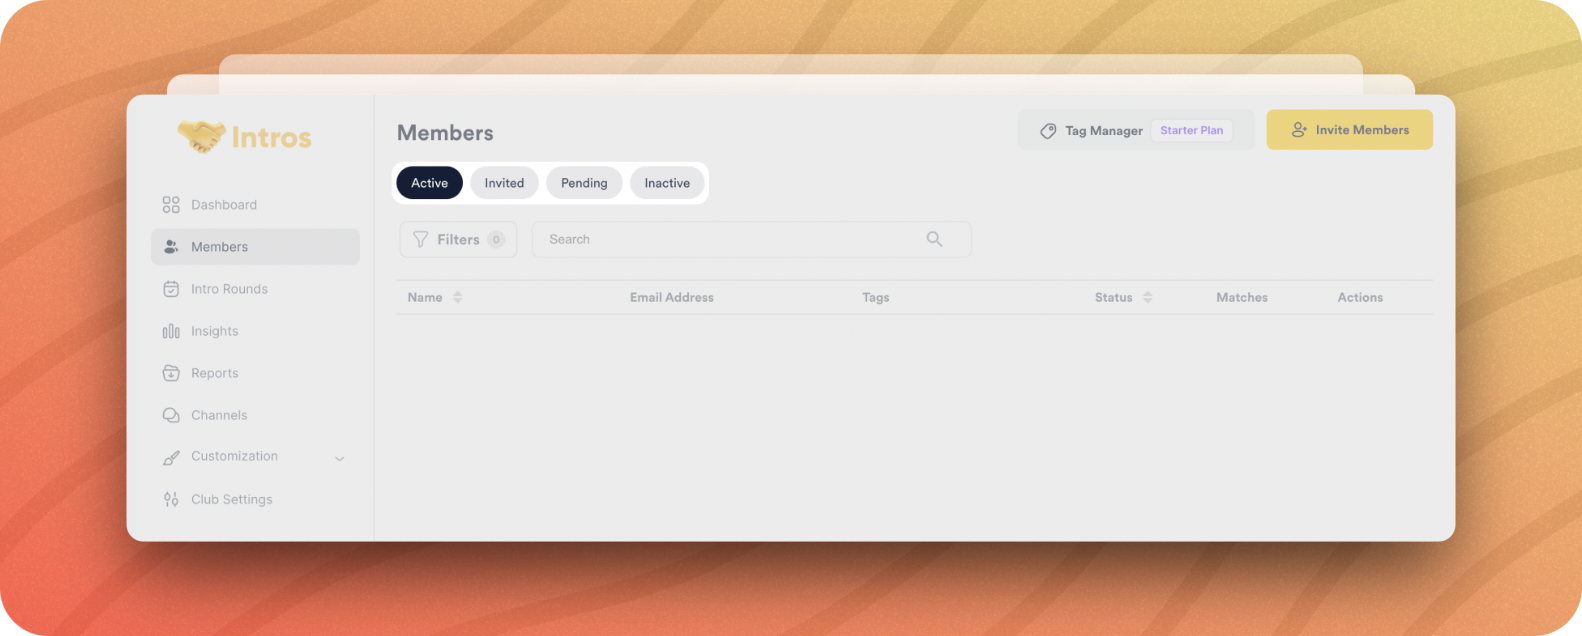 Intros
Dashboard
Members
Intro Rounds
Insights
Reports
Channels
Customization
Club Settings
Members
Tag Manager Starter Plan
Invite Members
Active Invited Pending Inactive
Filters 0 Search
Name Email Address Tags Status Matches Actions